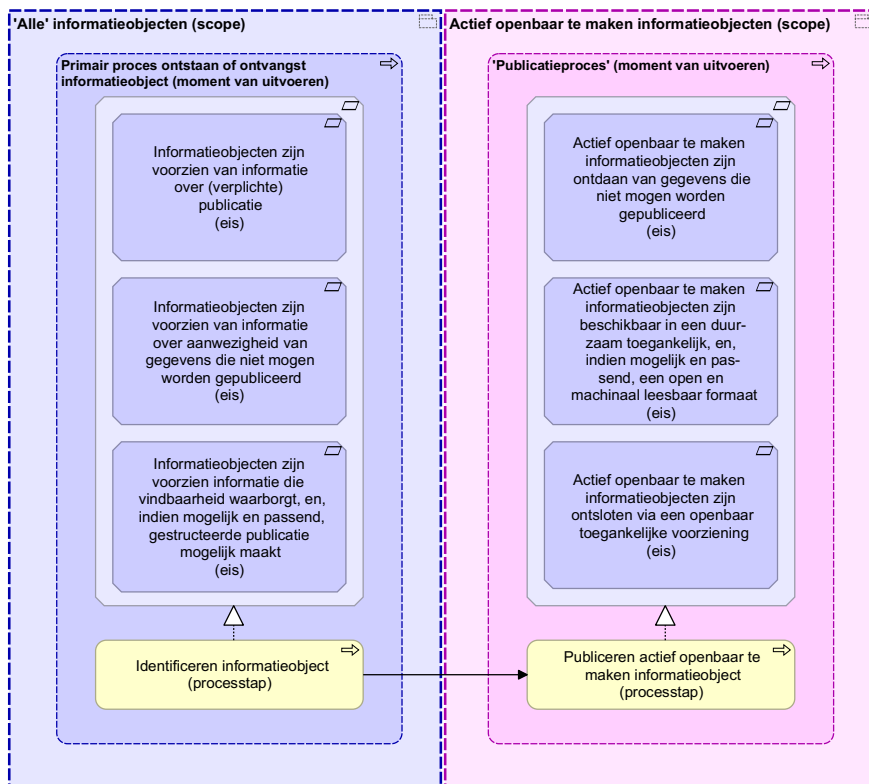 'Alle' informatieobjecten (scope)
Primair proces ontstaan of ontvangst
informatieobject (moment van uitvoeren)
Informatieobjecten zijn
voorzien van informatie
over (verplichte)
publicatie
(eis)
Informatieobjecten zijn
voorzien van informatie
over aanwezigheid van
gegevens die niet mogen
worden gepubliceerd
(eis)
Informatieobjecten zijn
voorzien informatie die
vindbaarheid waarborgt, en,
indien mogelijk en passend,
gestructureerde publicatie
mogelijk maakt
(eis)
Identificeren informatieobject
(processtap)
Actief openbaar te maken informatieobjecten (scope)
'Publicatieproces' (moment van uitvoeren)
Actief openbaar te maken
informatieobjecten zijn
ontdaan van gegevens die
niet mogen worden
gepubliceerd
(eis)
Actief openbaar te maken
informatieobjecten zijn
beschikbaar in een duur-
zaam toegankelijk, en,
indien mogelijk en pas-
send, een open en
machinaal leesbaar formaat
(eis)
Actief openbaar te maken
informatieobjecten zijn
ontsloten via een openbaar
toegankelijke voorziening
(eis)
Publiceren actief openbaar te
maken informatieobject
(processtap)